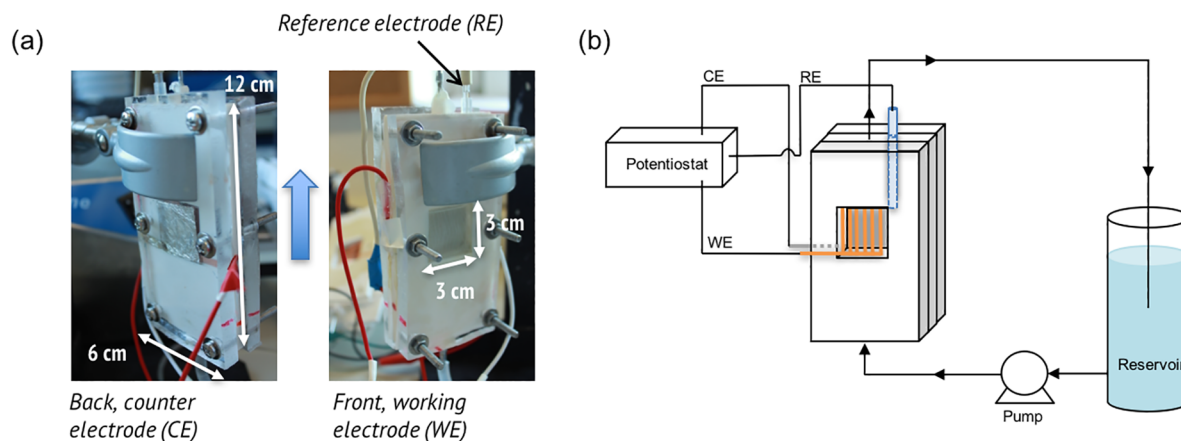 (a)
Reference electrode (RE)
12 cm
6 cm
3 cm
3 cm
Back, counter
electrode (CE)
Front, working
electrode (WE)
(b)
CE
RE
Potentiostat
WE
Reservoir
Pump